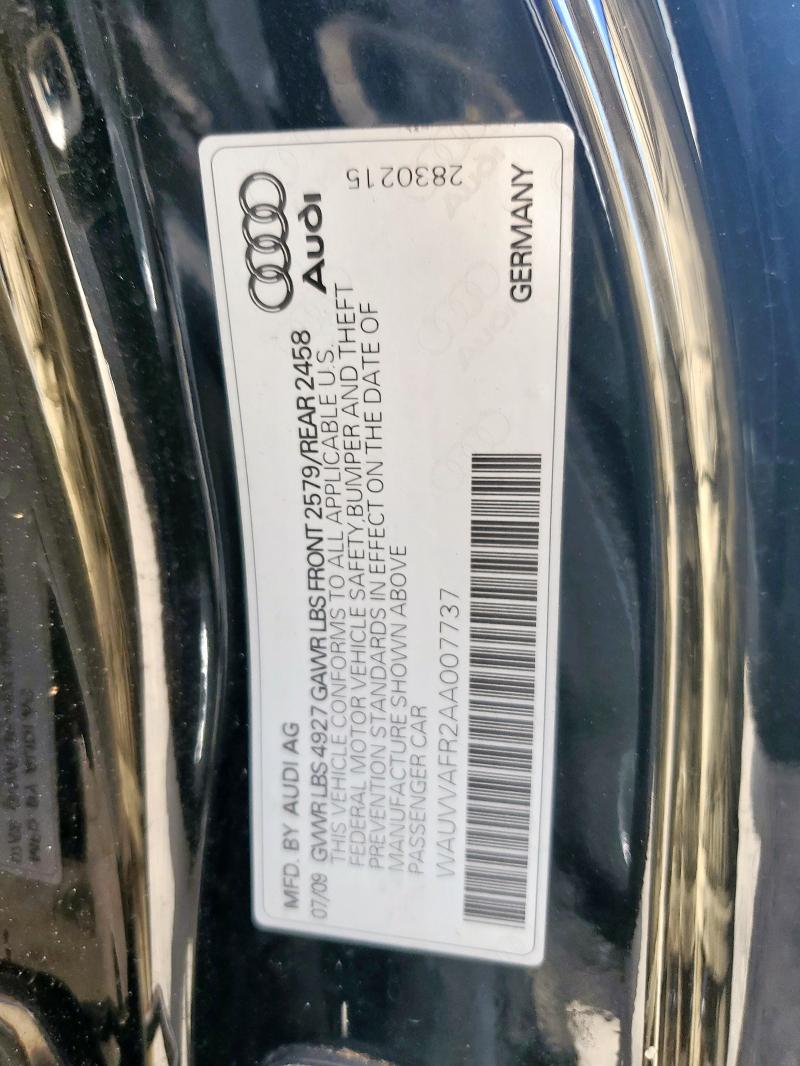 MFD. BY AUDI AG
07/09 GVWR LBS 4927 GAWR LBS FRONT 2579/REAR 2458
THIS VEHICLE CONFORMS TO ALL APPLICABLE U.S.
FEDERAL MOTOR VEHICLE SAFETY, BUMPER AND THEFT
PREVENTION STANDARDS IN EFFECT ON THE DATE OF
MANUFACTURE SHOWN ABOVE
PASSENGER CAR
WAUVVAFR2AA007737
Audi
2830215
GERMANY